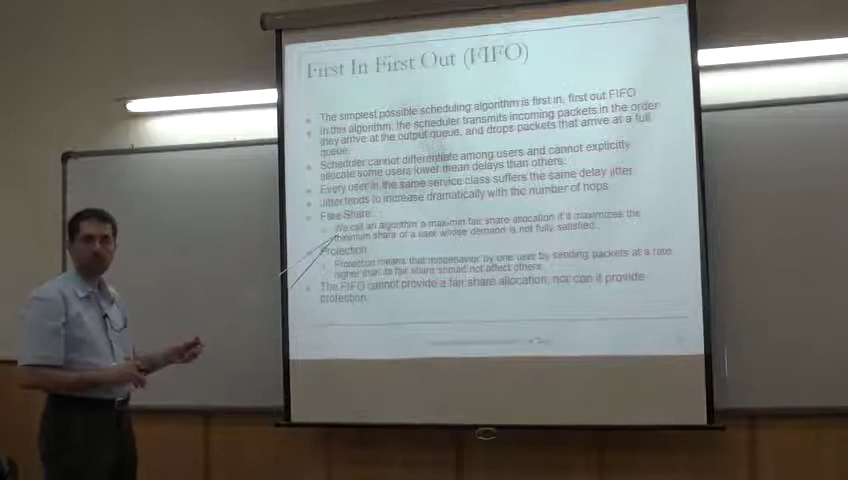 First In First Out (FIFO)
The simplest possible scheduling algorithm is first in, first out FIFO
In this algorithm, the scheduler transmits incoming packets in the order
they arrive at the output queue, and drops packets that arrive at a full
queue.
Scheduler cannot differentiate among users and cannot explicitly
allocate some users lower mean delays than others.
Every user in the same service class suffers the same delay jitter
Jitter tends to increase dramatically with the number of hops
Faire Share:
We call an algorithm a max-min fair share allocation if it maximizes the
minimum share of a user whose demand is not fully satisfied.
Protection
Protection means that misbehavior by one user by sending packets at a rate
higher than its fair share should not affect others.
The FIFO cannot provide a fair share allocation, nor can it provide
protection.